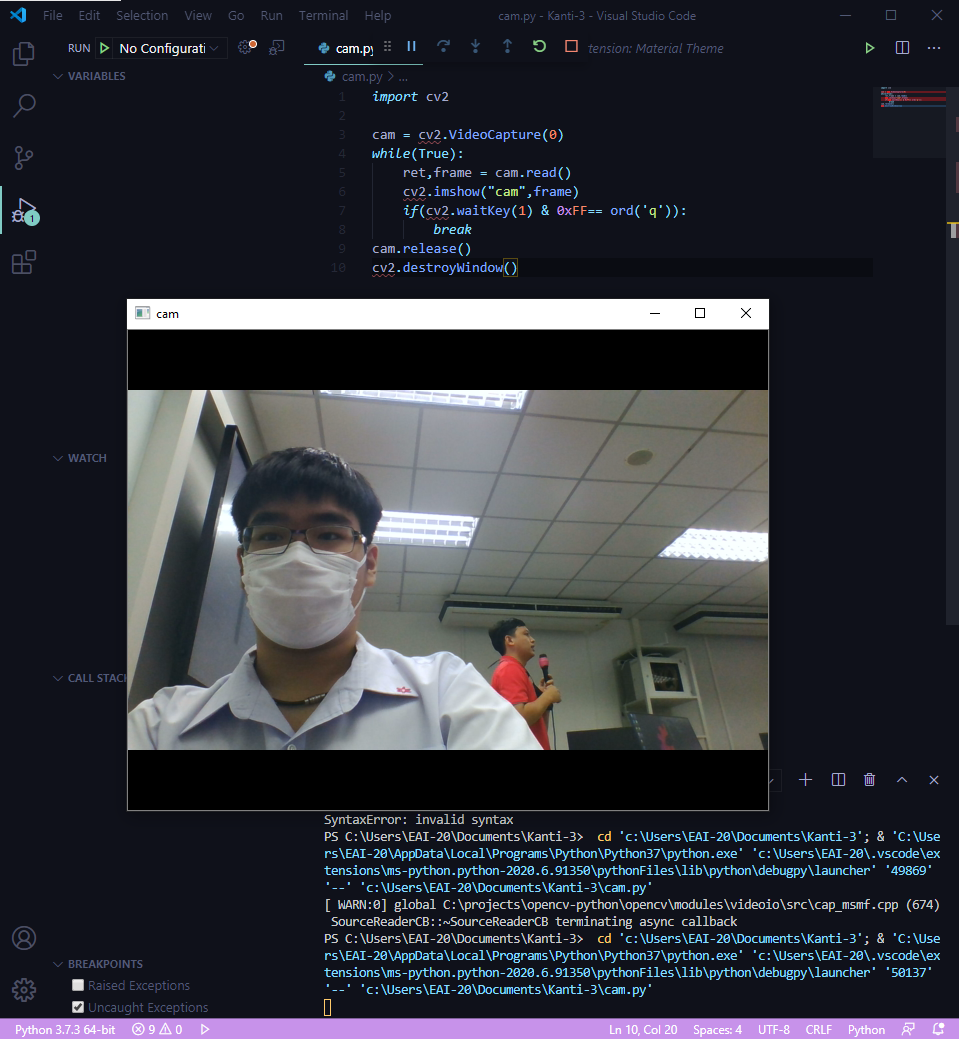 File Edit Selection View Go Run Terminal Help cam.py - Kanti-3 - Visual Studio Code
RUN No Configurati cam.py tension: Material Theme
VARIABLES
cam.py > ...
1 import cv2
2
3 cam = cv2.VideoCapture(0)
4 while(True):
5 ret,frame = cam.read()
6 cv2.imshow("cam",frame)
7 if(cv2.waitKey(1) & 0xFF== ord('q')):
8 break
9 cam.release()
10 cv2.destroyWindow()
1
cam
WATCH
CALL STACK
SyntaxError: invalid syntax
PS C:\Users\EAI-20\Documents\Kanti-3> cd 'c:\Users\EAI-20\Documents\Kanti-3'; & 'C:\Use
rs\EAI-20\AppData\Local\Programs\Python\Python37\python.exe' 'c:\Users\EAI-20\.vscode\ex
tensions\ms-python.python-2020.6.91350\pythonFiles\lib\python\debugpy\launcher' '49869'
'--' 'c:\Users\EAI-20\Documents\Kanti-3\cam.py'
[ WARN:0] global C:\projects\opencv-python\opencv\modules\videoio\src\cap_msmf.cpp (674)
SourceReaderCB::~SourceReaderCB terminating async callback
PS C:\Users\EAI-20\Documents\Kanti-3> cd 'c:\Users\EAI-20\Documents\Kanti-3'; & 'C:\Use
rs\EAI-20\AppData\Local\Programs\Python\Python37\python.exe' 'c:\Users\EAI-20\.vscode\ex
tensions\ms-python.python-2020.6.91350\pythonFiles\lib\python\debugpy\launcher' '50137'
'--' 'c:\Users\EAI-20\Documents\Kanti-3\cam.py'
BREAKPOINTS
Raised Exceptions
Uncaught Exceptions
Python 3.7.3 64-bit 9 0 Ln 10, Col 20 Spaces: 4 UTF-8 CRLF Python